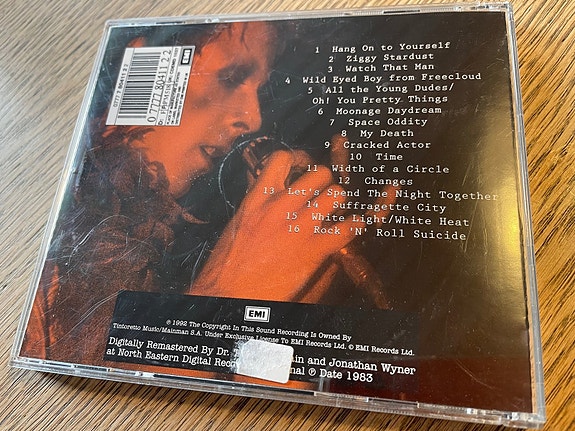 EMI
0 7777 80411 2 2
1 Hang On to Yourself
2 Ziggy Stardust
3 Watch That Man
4 Wild Eyed Boy from Freecloud
5 All the Young Dudes/
Oh! You Pretty Things
6 Moonage Daydream
7 Space Oddity
8 My Death
9 Cracked Actor
10 Time
11 Width of a Circle
12 Changes
13 Let's Spend The Night Together
14 Suffragette City
15 White Light/White Heat
16 Rock 'N' Roll Suicide
EMI
℗ 1992 The Copyright In This Sound Recording Is Owned By
Tintoretto Music/Mainman S.A. Under Exclusive License To EMI Records Ltd. © EMI Records Ltd.
Digitally Remastered By Dr. and Jonathan Wyner
at North Eastern Digital ℗ Date 1983